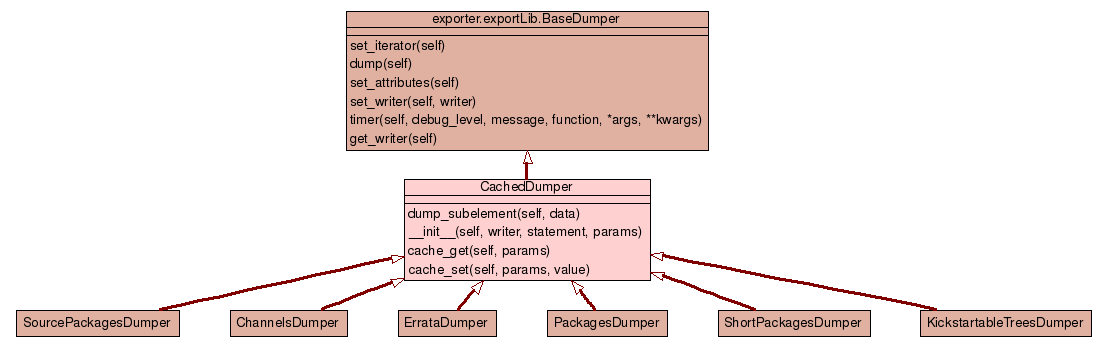 exporter.exportLib.BaseDumper
set_iterator(self)
dump(self)
set_attributes(self)
set_writer(self, writer)
timer(self, debug_level, message, function, *args, **kwargs)
get_writer(self)
CachedDumper
dump_subelement(self, data)
__init__(self, writer, statement, params)
cache_get(self, params)
cache_set(self, params, value)
SourcePackagesDumper
ChannelsDumper
ErrataDumper
PackagesDumper
ShortPackagesDumper
KickstartableTreesDumper